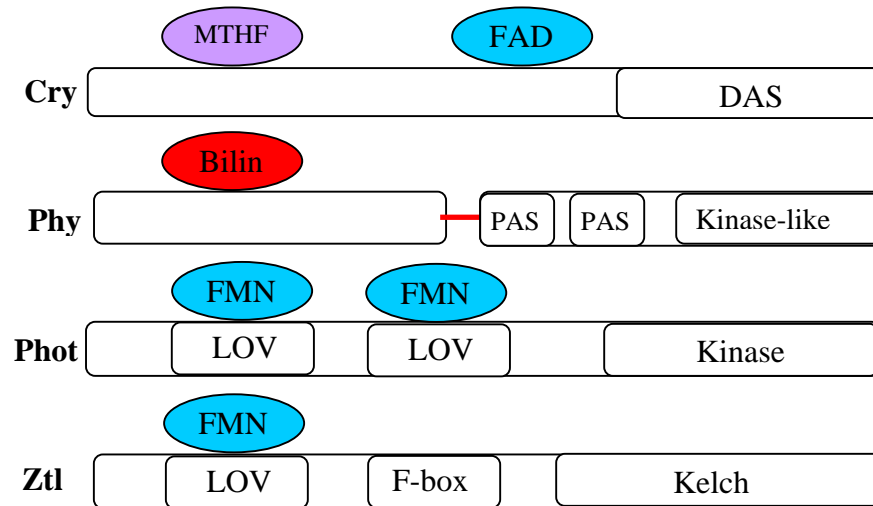 MTHF FAD
Cry DAS
Bilin
Phy PAS PAS Kinase-like
FMN FMN
Phot LOV LOV Kinase
FMN
Ztl LOV F-box Kelch